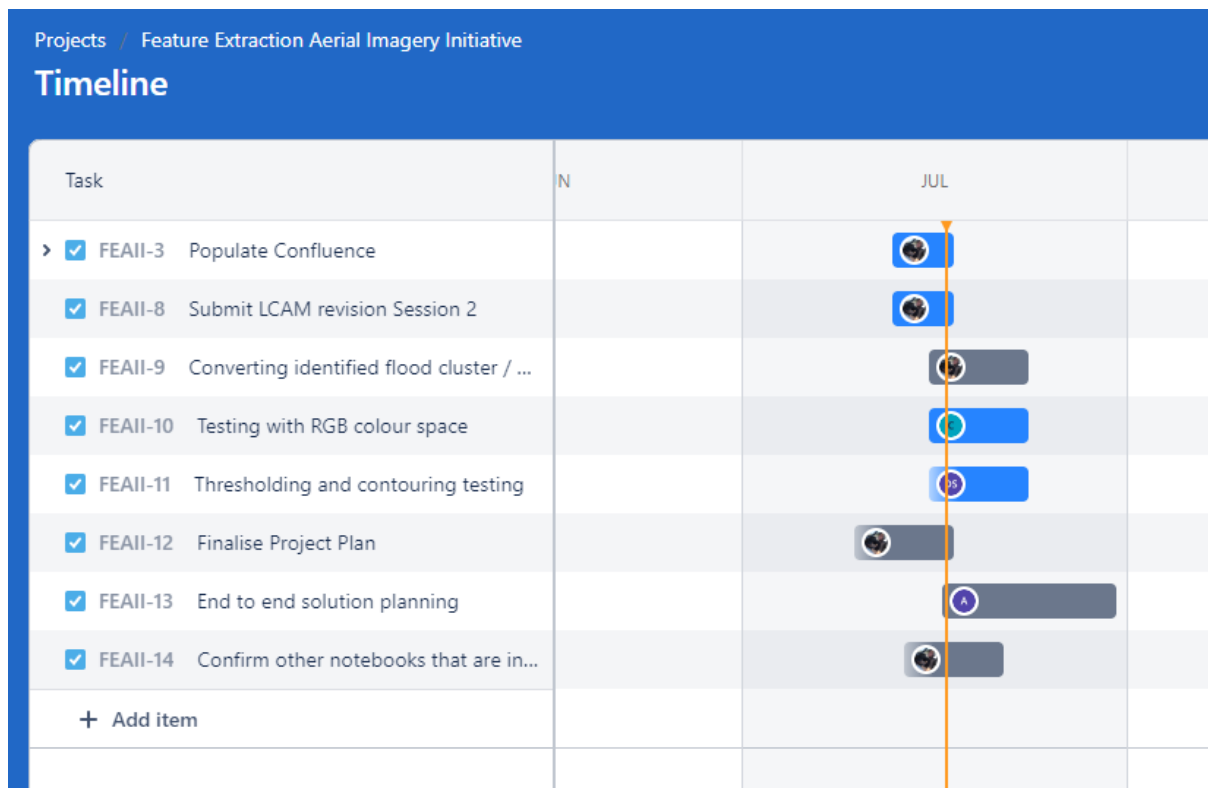 Projects / Feature Extraction Aerial Imagery Initiative
Timeline
Task
JUL
FEAII-3 Populate Confluence
FEAII-8 Submit LCAM revision Session 2
FEAII-9 Converting identified flood cluster / ...
FEAII-10 Testing with RGB colour space
FEAII-11 Thresholding and contouring testing
DS
FEAII-12 Finalise Project Plan
FEAII-13 End to end solution planning
A
FEAII-14 Confirm other notebooks that are in...
+ Add item